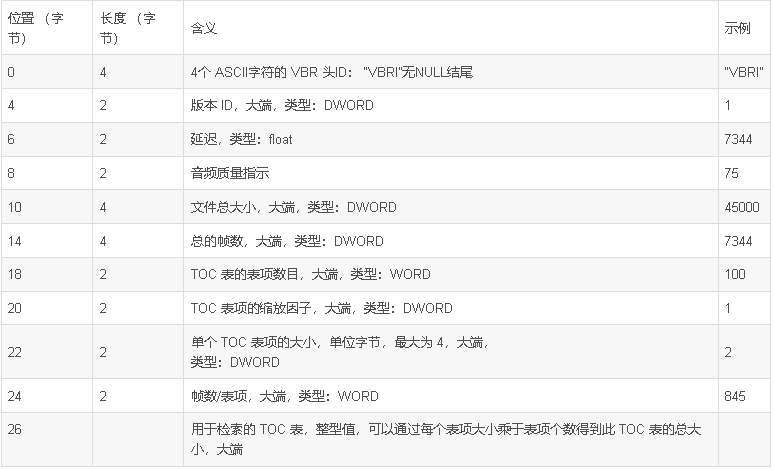 位置 （字节） 长度 （字节） 含义 示例
0 4 4个 ASCII字符的 VBR 头ID： "VBRI"无NULL结尾 "VBRI"
4 2 版本 ID，大端，类型：DWORD 1
6 2 延迟，类型：float 7344
8 2 音频质量指示 75
10 4 文件总大小，大端，类型：DWORD 45000
14 4 总的帧数，大端，类型：DWORD 7344
18 2 TOC 表的表项数目，大端，类型：WORD 100
20 2 TOC 表项的缩放因子，大端，类型：DWORD 1
22 2 单个 TOC 表项的大小，单位字节，最大为 4，大端，
类型：DWORD 2
24 2 帧数/表项，大端，类型：WORD 845
26 用于检索的 TOC 表，整型值，可以通过每个表项大小乘于表项个数得到此 TOC 表的总大
小，大端